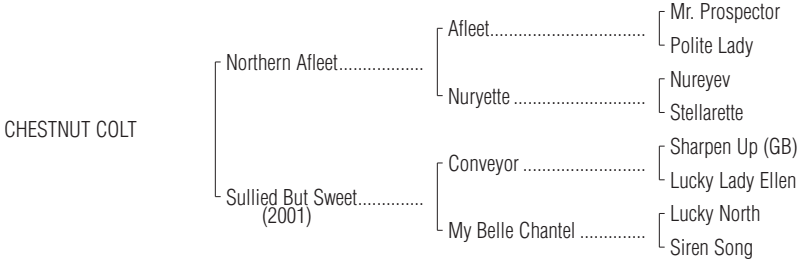 Mr. Prospector
Afleet................................
Polite Lady
Northern Afleet..................
Nureyev
Nuryette ...........................
Stellarette
CHESTNUT COLT
Sharpen Up (GB)
Conveyor .........................
Lucky Lady Ellen
Sullied But Sweet..............
(2001)
Lucky North
My Belle Chantel ..............
Siren Song